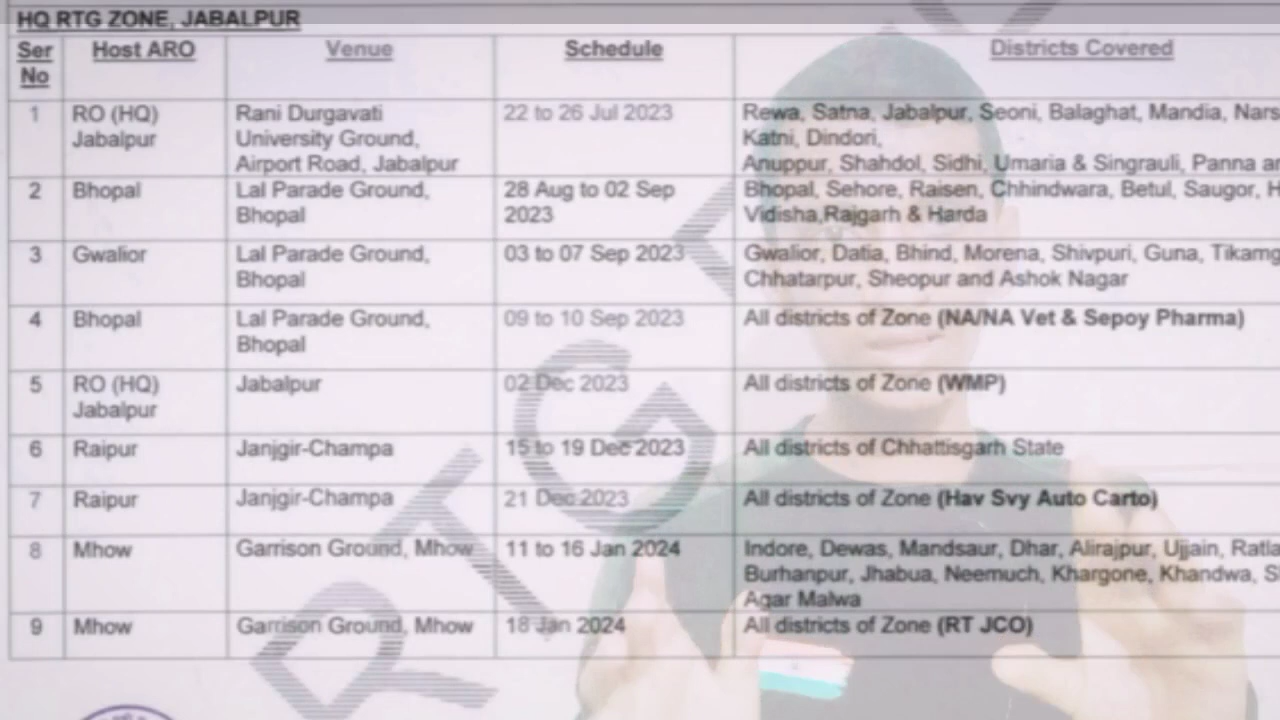 HQ RTG ZONE, JABALPUR
Ser No Host ARO Venue Schedule Districts Covered
1 RO (HQ) Jabalpur Rani Durgavati University Ground, Airport Road, Jabalpur 22 to 26 Jul 2023 Rewa, Satna, Jabalpur, Seoni, Balaghat, Mandia, Nars
Katni, Dindori,
Anuppur, Shahdol, Sidhi, Umaria & Singrauli, Panna an
2 Bhopal Lal Parade Ground, Bhopal 28 Aug to 02 Sep 2023 Bhopal, Sehore, Raisen, Chhindwara, Betul, Saugor, H
Vidisha,Rajgarh & Harda
3 Gwalior Lal Parade Ground, Bhopal 03 to 07 Sep 2023 Gwalior, Datia, Bhind, Morena, Shivpuri, Guna, Tikamg
Chhatarpur, Sheopur and Ashok Nagar
4 Bhopal Lal Parade Ground, Bhopal 09 to 10 Sep 2023 All districts of Zone (NA/NA Vet & Sepoy Pharma)
5 RO (HQ) Jabalpur Jabalpur 02 Dec 2023 All districts of Zone (WMP)
6 Raipur Janjgir-Champa 15 to 19 Dec 2023 All districts of Chhattisgarh State
7 Raipur Janjgir-Champa 21 Dec 2023 All districts of Zone (Hav Svy Auto Carto)
8 Mhow Garrison Ground, Mhow 11 to 16 Jan 2024 Indore, Dewas, Mandsaur, Dhar, Alirajpur, Ujjain, Ratla
Burhanpur, Jhabua, Neemuch, Khargone, Khandwa, S
Agar Malwa
9 Mhow Garrison Ground, Mhow 18 Jan 2024 All districts of Zone (RT JCO)
RTG